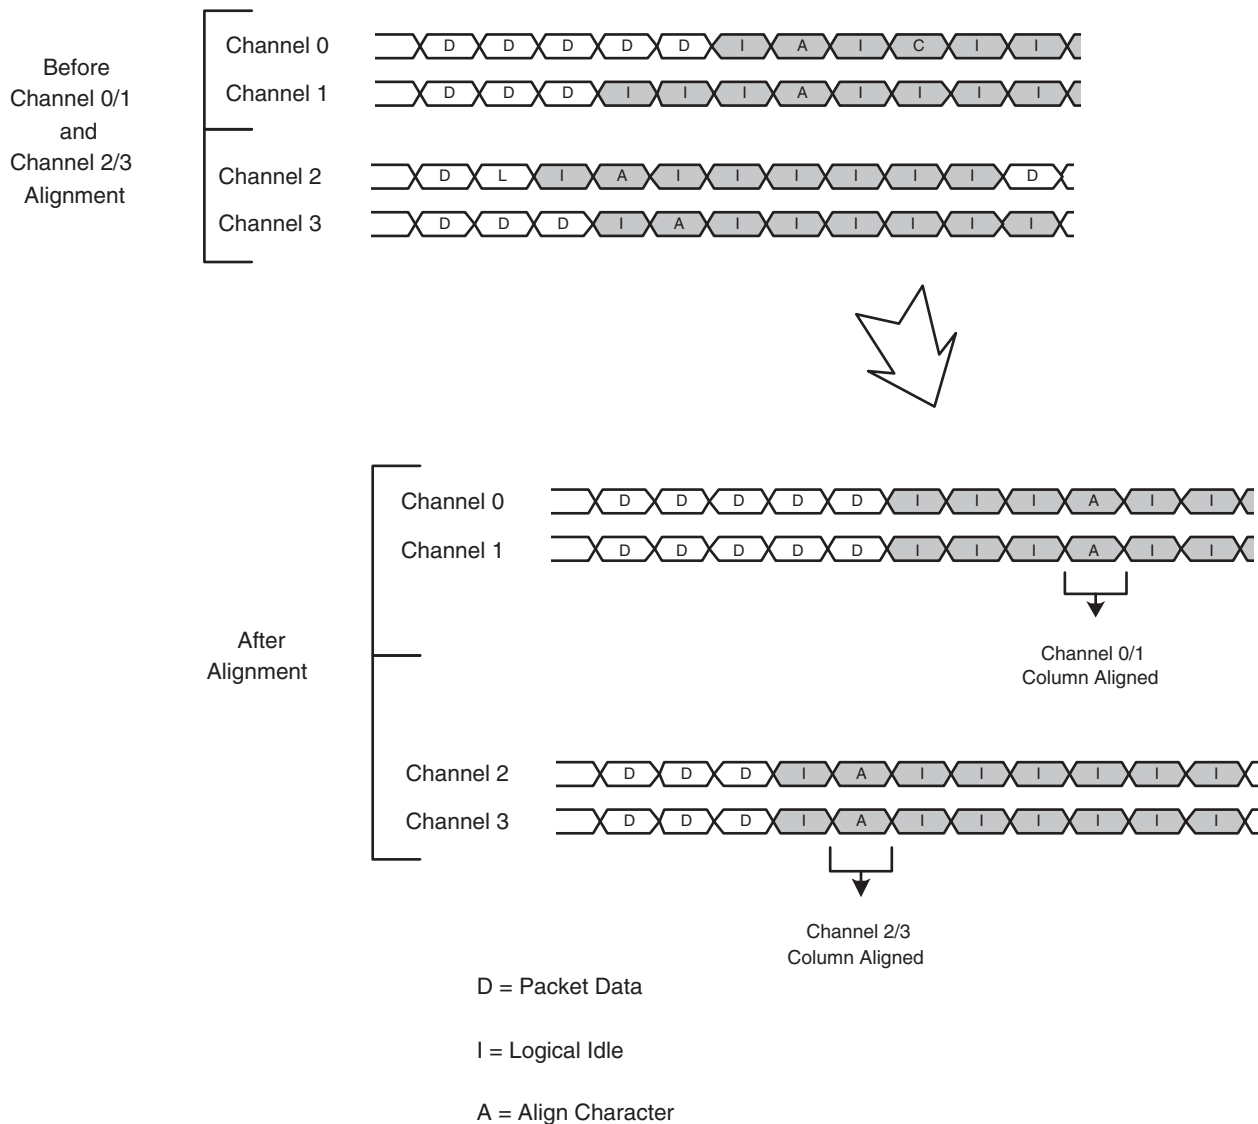 Before
Channel 0/1
and
Channel 2/3
Alignment
Channel 0 D D D D D I A I C I I
Channel 1 D D D I I I A I I I I
Channel 2 D L I A I I I I I I D
Channel 3 D D D I A I I I I I I
After
Alignment
Channel 0 D D D D D I I I A I I
Channel 1 D D D D D I I I A I I
Channel 0/1
Column Aligned
Channel 2 D D D I A I I I I I I
Channel 3 D D D I A I I I I I I
Channel 2/3
Column Aligned
D = Packet Data
I = Logical Idle
A = Align Character